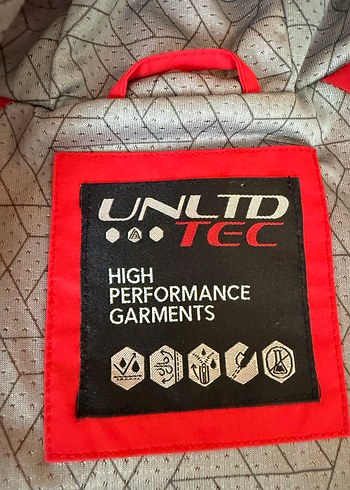 UNLTD
TEC
HIGH
PERFORMANCE
GARMENTS